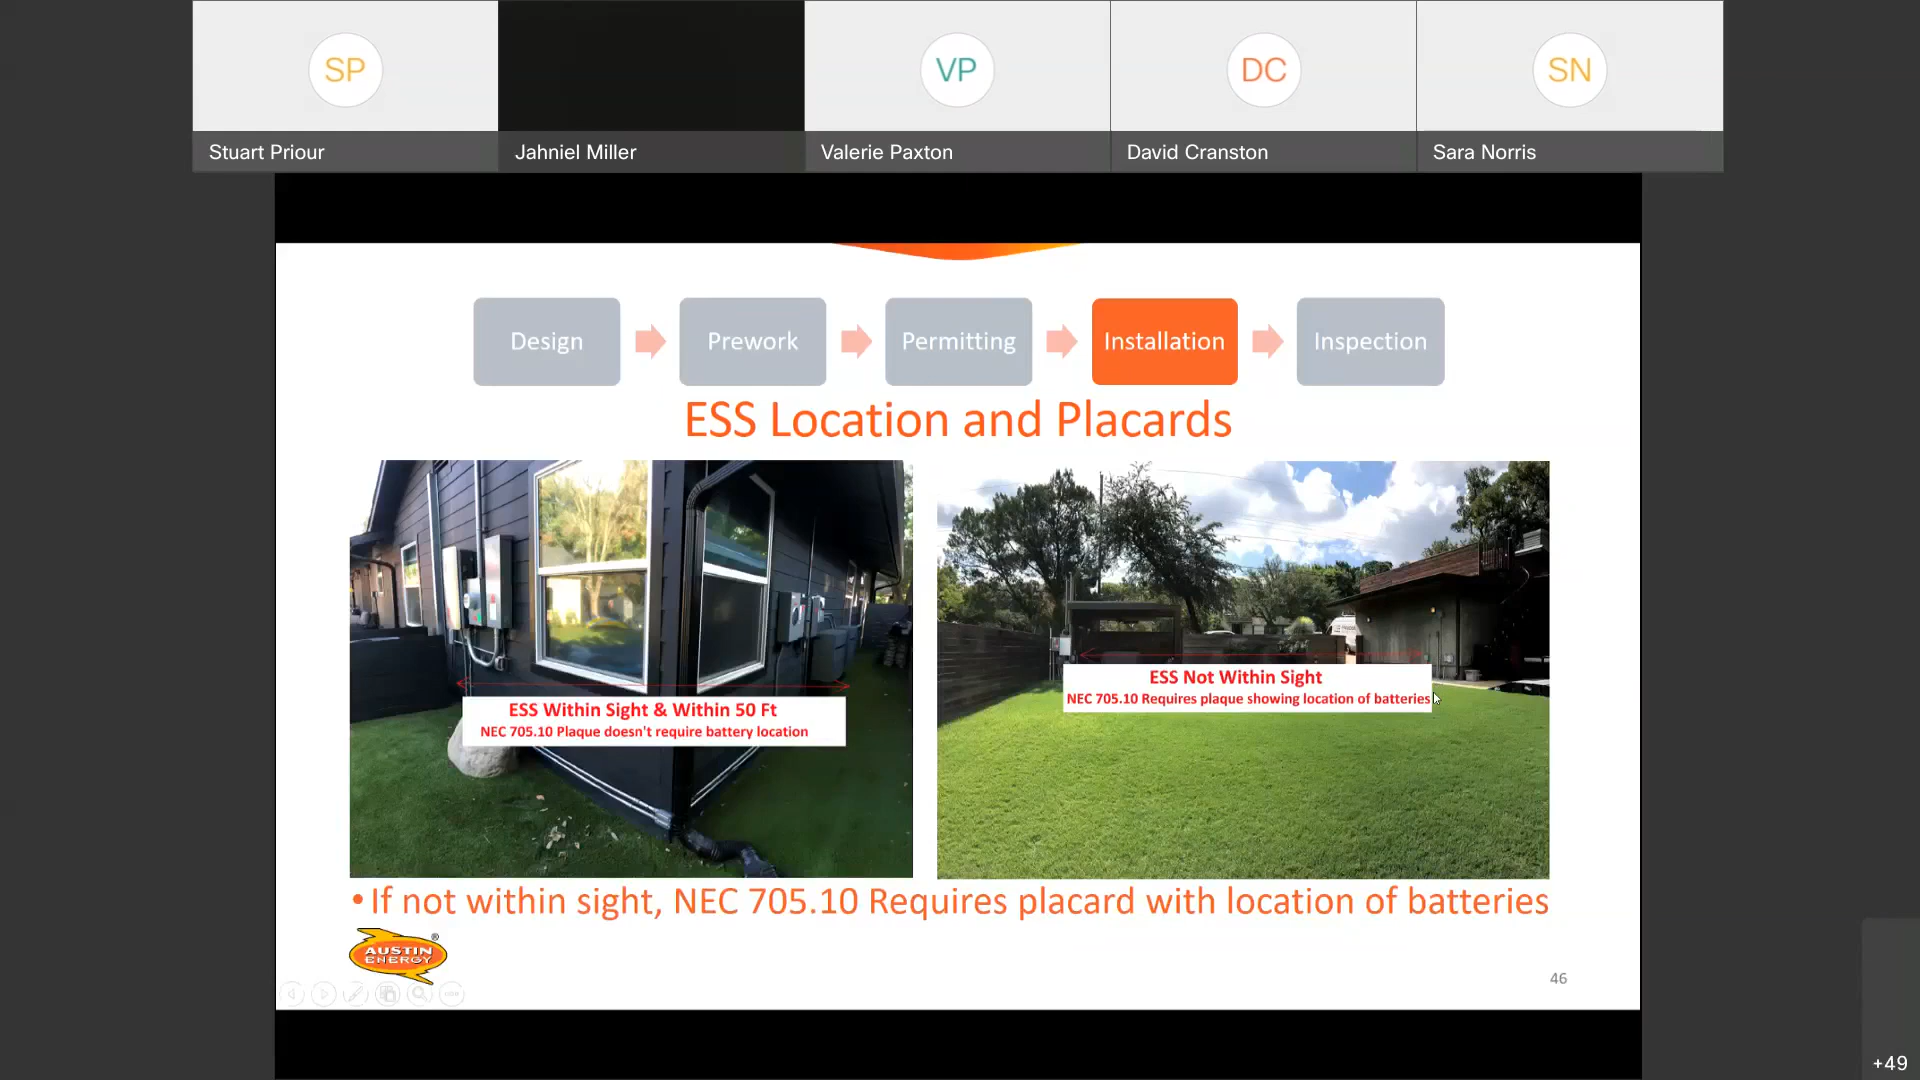 SP
VP
DC
SN
Stuart Priour
Jahniel Miller
Valerie Paxton
David Cranston
Sara Norris
Design
Prework
Permitting
Installation
Inspection
ESS Location and Placards
ESS Within Sight & Within 50 Ft
NEC 705.10 Plaque doesn't require battery location
ESS Not Within Sight
NEC 705.10 Requires plaque showing location of batteries
•If not within sight, NEC 705.10 Requires placard with location of batteries
AUSTIN
ENERGY
®
46
+49